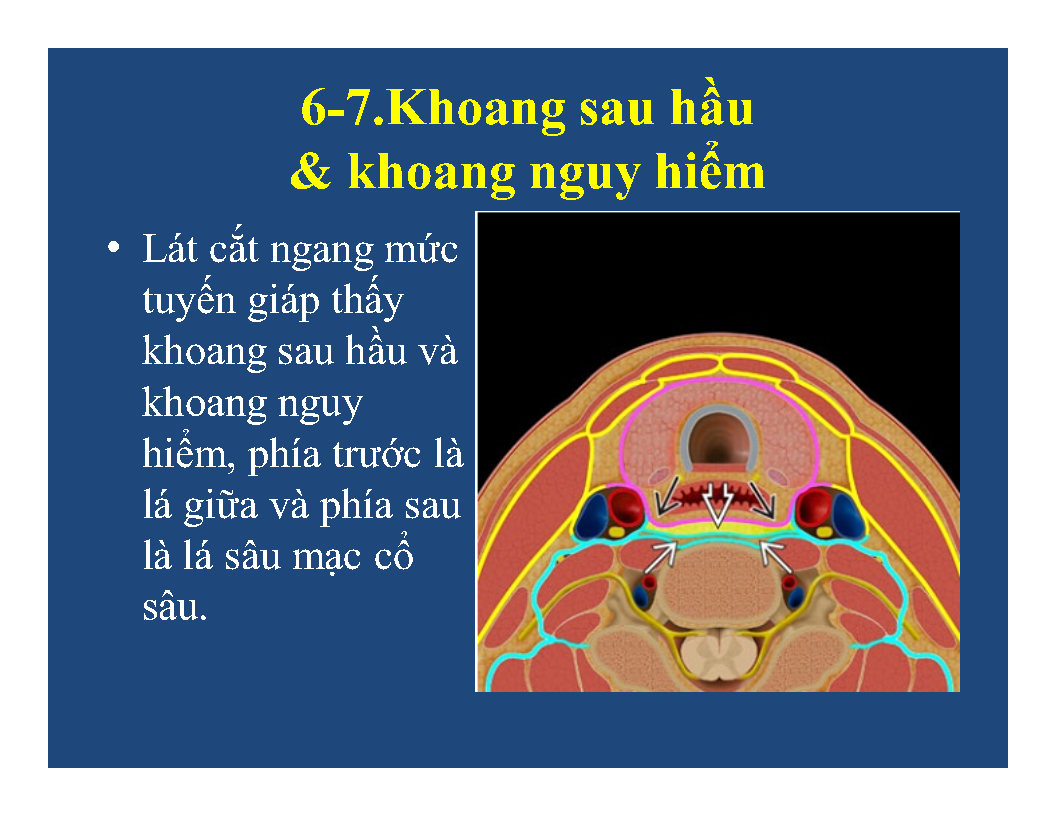 6-7.Khoang sau hầu
& khoang nguy hiểm
• Lát cắt ngang mức
tuyến giáp thấy
khoang sau hầu và
khoang nguy
hiểm, phía trước là
lá giữa và phía sau
là lá sâu mạc cổ
sâu.